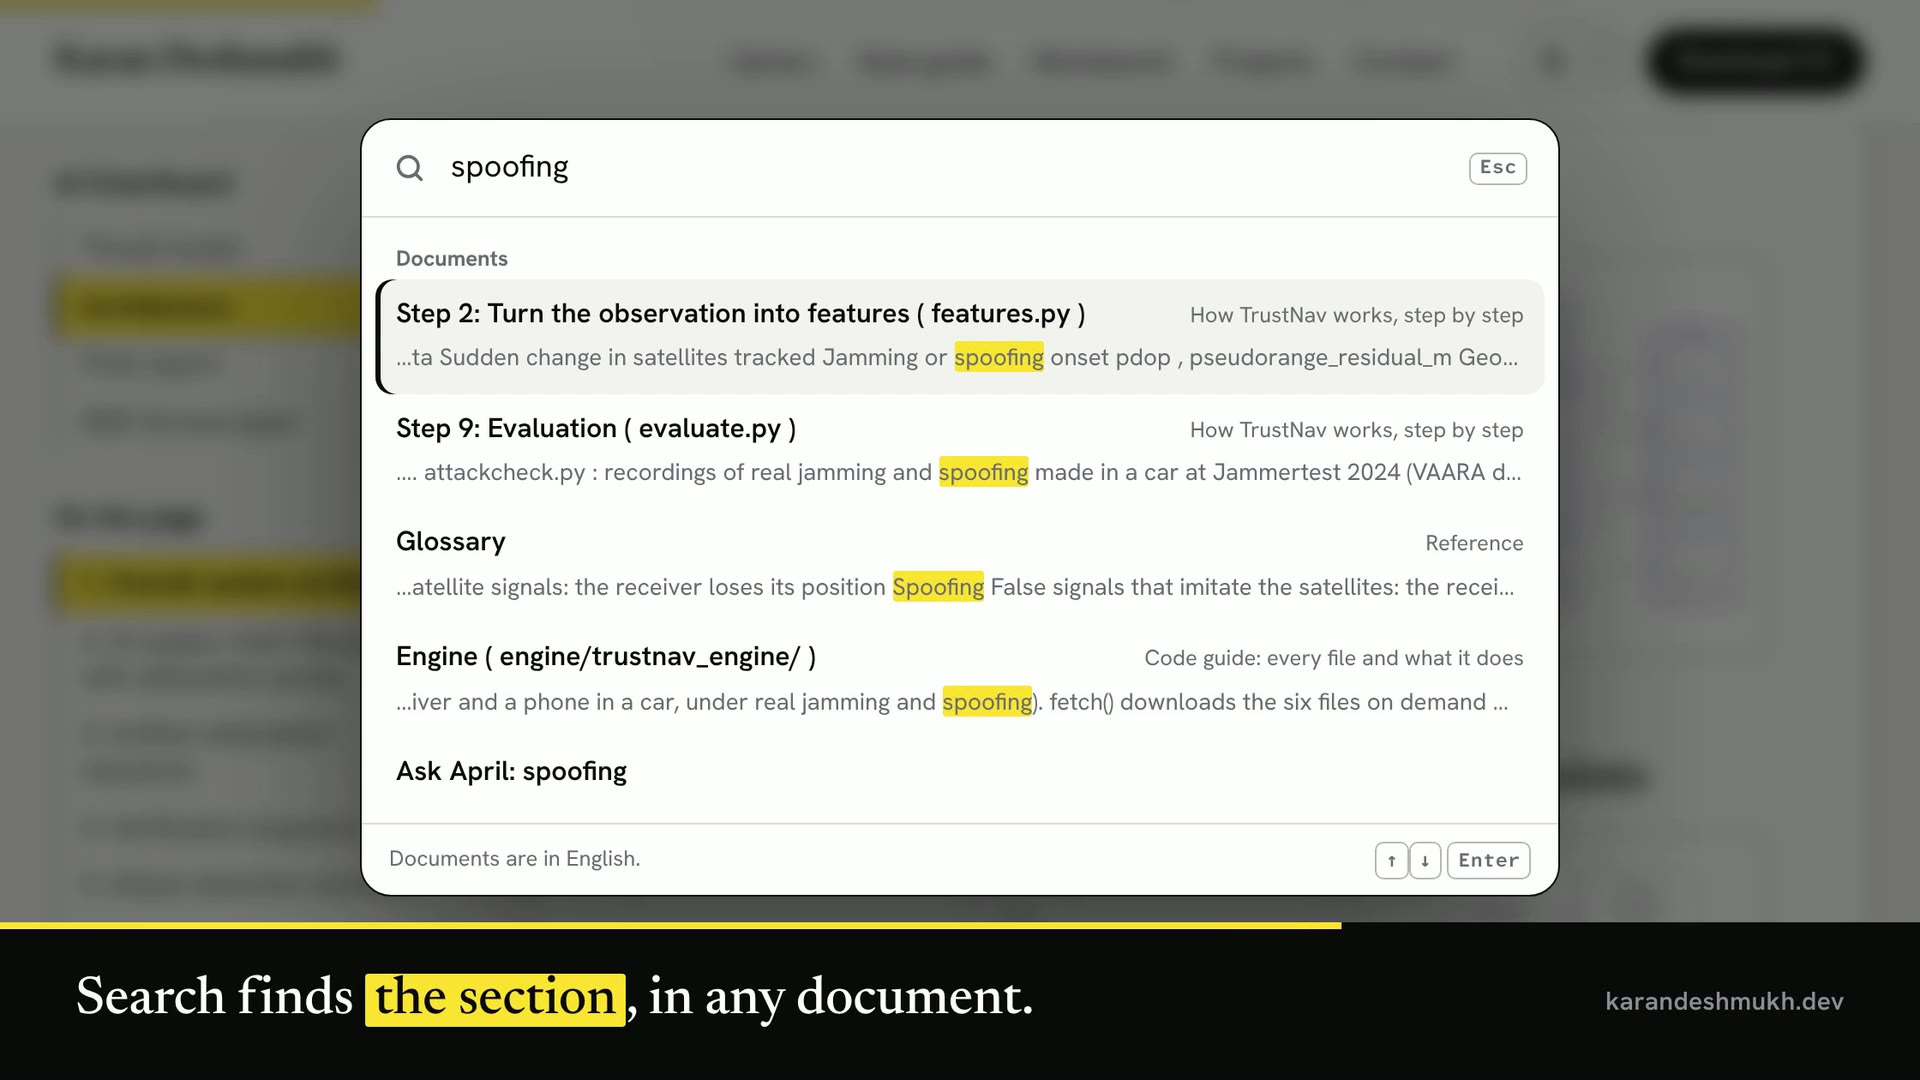 spoofing
Esc
Documents
Step 2: Turn the observation into features ( features.py )
How TrustNav works, step by step
...ta Sudden change in satellites tracked Jamming or spoofing onset pdop , pseudorange_residual_m Geo...
Step 9: Evaluation ( evaluate.py )
How TrustNav works, step by step
.... attackcheck.py : recordings of real jamming and spoofing made in a car at Jammertest 2024 (VAARA d...
Glossary
Reference
...atellite signals: the receiver loses its position Spoofing False signals that imitate the satellites: the recei...
Engine ( engine/trustnav_engine/ )
Code guide: every file and what it does
...iver and a phone in a car, under real jamming and spoofing). fetch() downloads the six files on demand ...
Ask April: spoofing
Documents are in English.
↑ ↓ Enter
Search finds the section, in any document.
karandeshmukh.dev